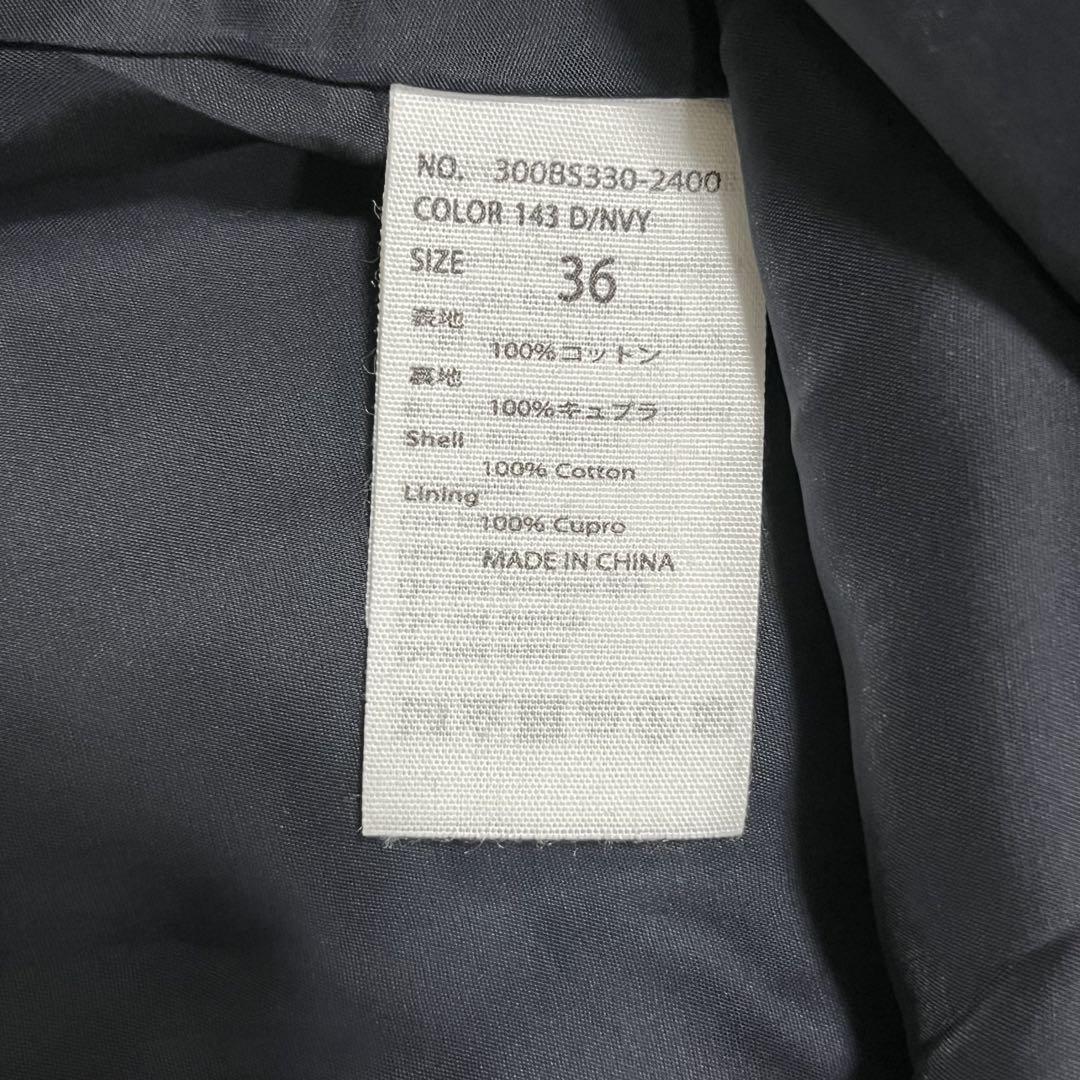 NO. 300BS330-2400
COLOR 143 D/NVY
SIZE 36
表地
100%コットン
裏地
100%キュプラ
Shell
100% Cotton
Lining
100% Cupro
MADE IN CHINA